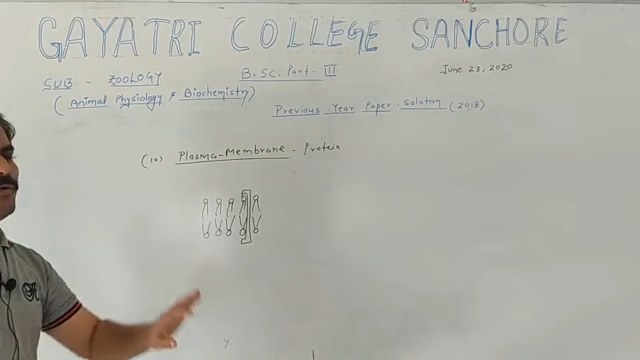 GAYATRI COLLEGE SANCHORE
SUB. - ZOOLOGY B.SC. Part - III June 23, 2020
(Animal Physiology & Biochemistry)
Previous Year Paper Solution (2018)
(10) Plasma-Membrane - Protein